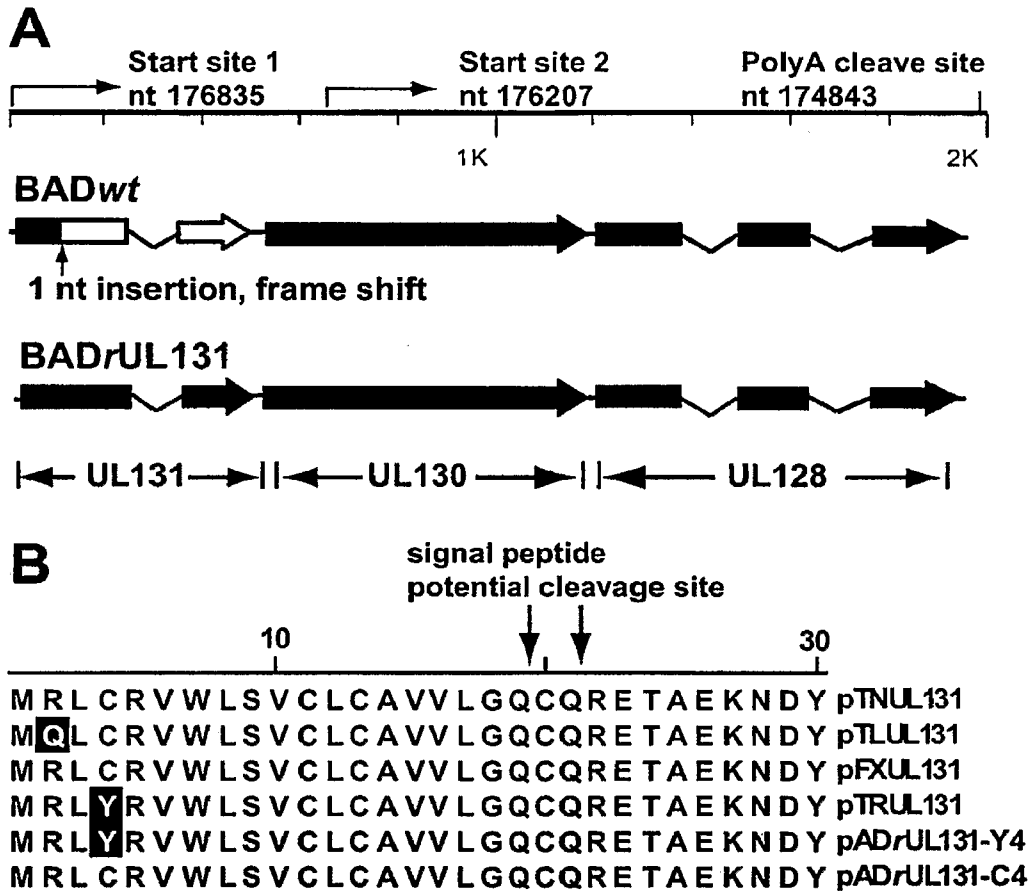 A
Start site 1
nt 176835
Start site 2
nt 176207
PolyA cleave site
nt 174843
1K
2K
BADwt
1 nt insertion, frame shift
BADrUL131
UL131
UL130
UL128
B
signal peptide
potential cleavage site
10
30
M R L C R V W L S V C L C A V V L G Q C Q R E T A E K N D Y pTNUL131
M Q L C R V W L S V C L C A V V L G Q C Q R E T A E K N D Y pTLUL131
M R L C R V W L S V C L C A V V L G Q C Q R E T A E K N D Y pFXUL131
M R L Y R V W L S V C L C A V V L G Q C Q R E T A E K N D Y pTRUL131
M R L Y R V W L S V C L C A V V L G Q C Q R E T A E K N D Y pADrUL131-Y4
M R L C R V W L S V C L C A V V L G Q C Q R E T A E K N D Y pADrUL131-C4